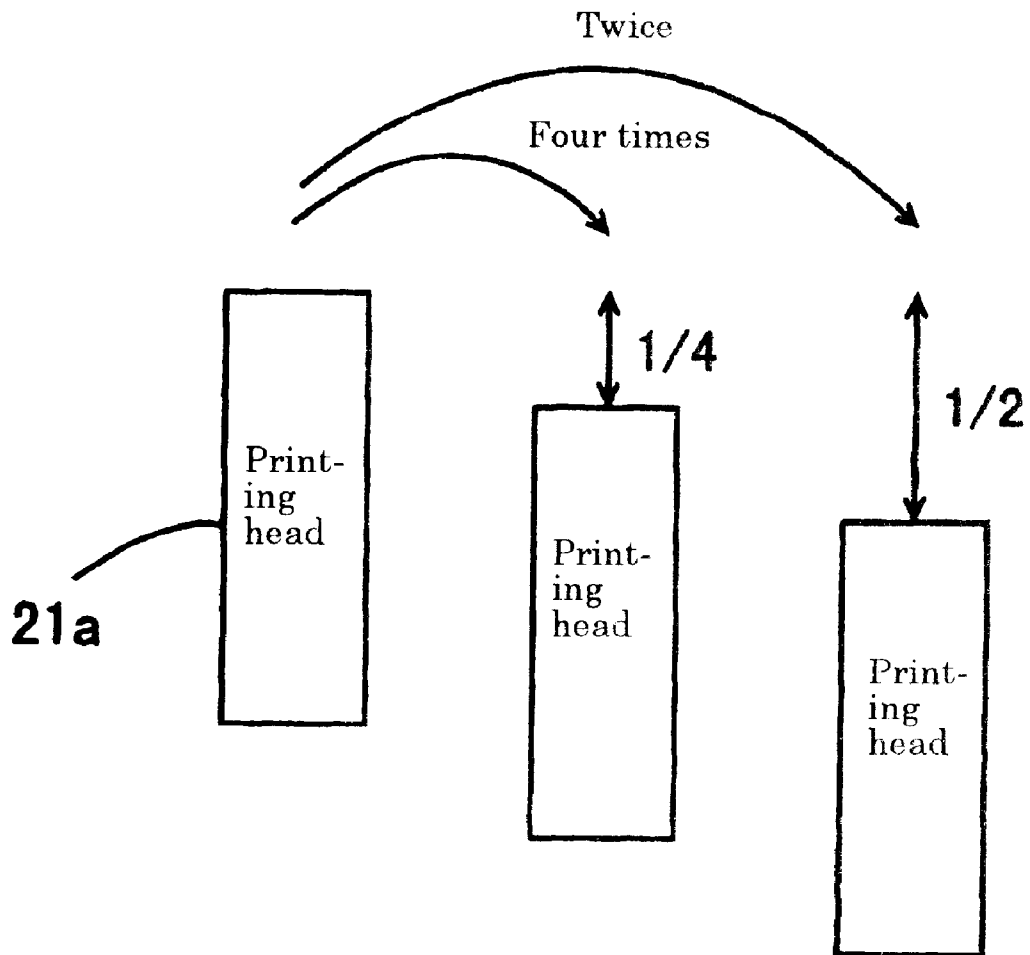 Twice
Four times
1/4
1/2
Print-
ing
head
Print-
ing
head
21a
Print-
ing
head